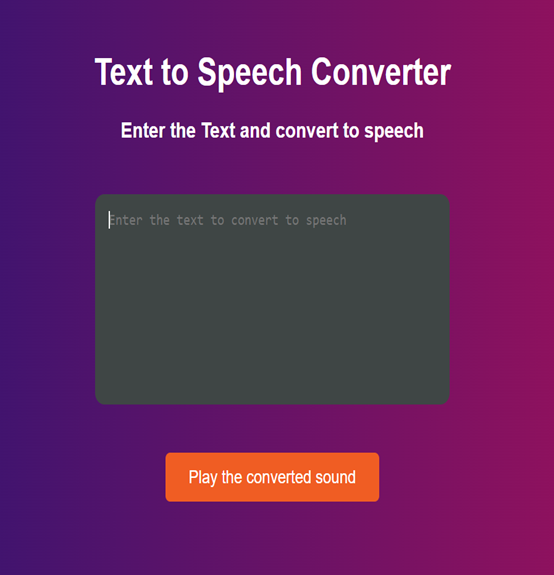 Text to Speech Converter
Enter the Text and convert to speech
Enter the text to convert to speech
Play the converted sound